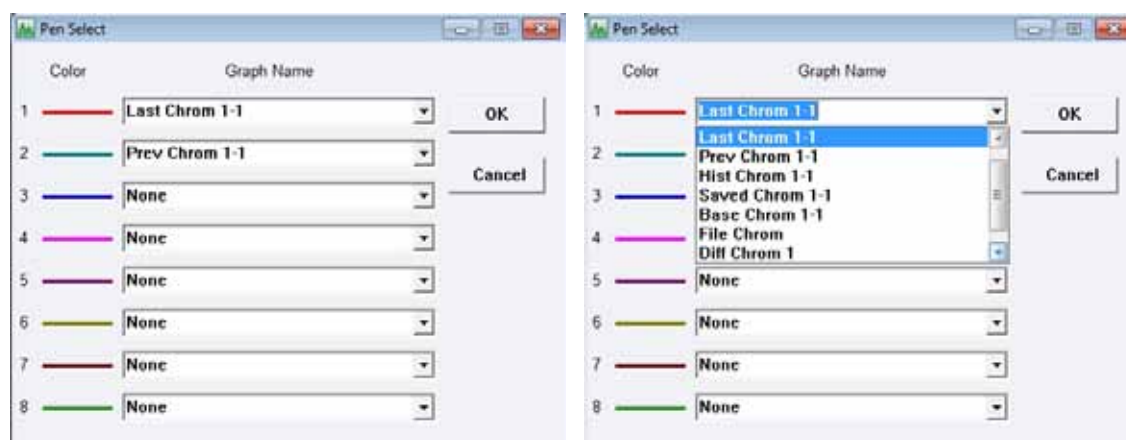 Pen Select
Color Graph Name
1 Last Chrom 1-1 OK
2 Prev Chrom 1-1
Cancel
3 None
4 None
5 None
6 None
7 None
8 None
Pen Select
Color Graph Name
1 Last Chrom 1-1 OK
Last Chrom 1-1
2 Prev Chrom 1-1
Hist Chrom 1-1 Cancel
3 Saved Chrom 1-1
Base Chrom 1-1
4 File Chrom
Diff Chrom 1
5 None
6 None
7 None
8 None